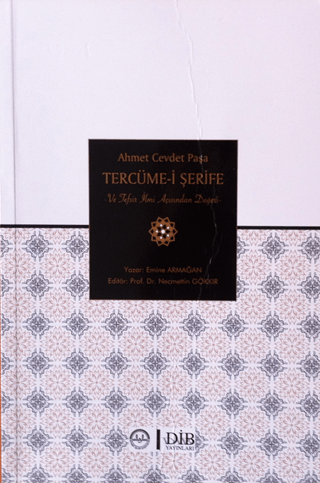 Ahmet Cevdet Paşa
TERCÜME-İ ŞERİFE
-Ve Tefsir İlmi Açısından Değeri-
Yazar: Emine ARMAĞAN
Editör: Prof. Dr. Necmettin GÖKKIR
DİB
YAYINLARI